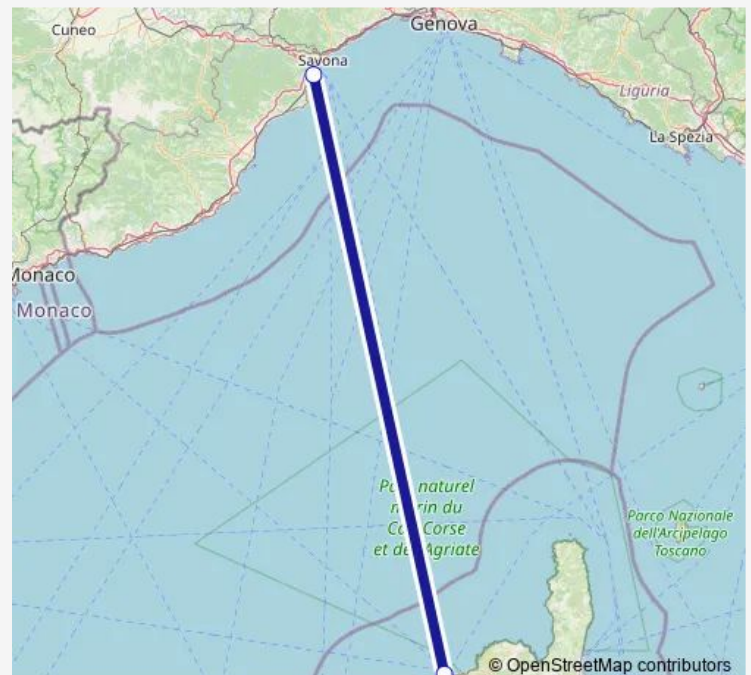 Cuneo
Genova
Savona
Liguria
La Spezia
Monaco
Monaco
naturel
du
Corse
et de
Agriate
Parco Nazionale
dell'Arcipelago
Toscano
© OpenStreetMap contributors